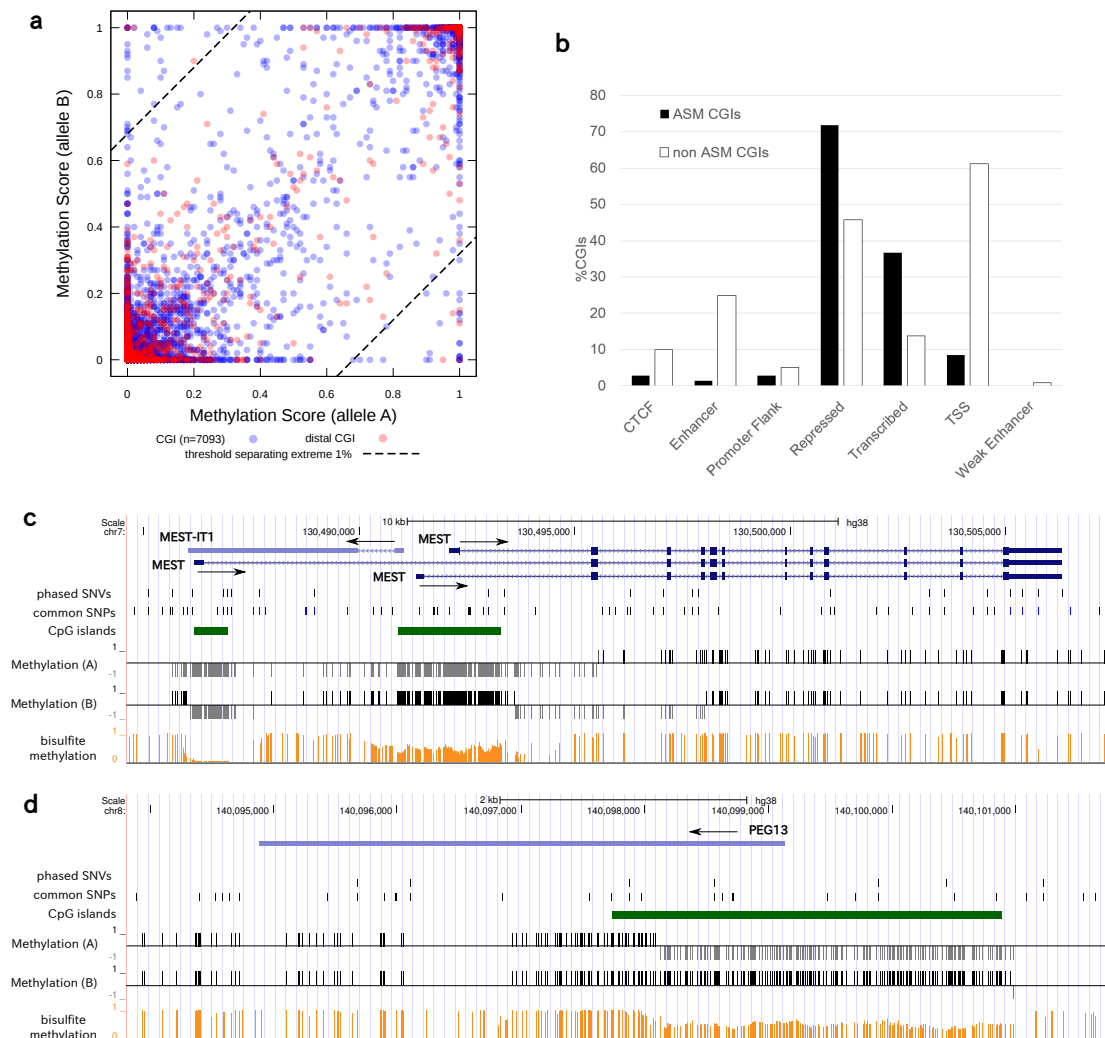 a
Methylation Score (allele B)
1
0.8
0.6
0.4
0.2
0
0
0.2
0.4
0.6
0.8
1
Methylation Score (allele A)
CGI (n=7093)
distal CGI
threshold separating extreme 1%
b
%CGIs
80
70
60
50
40
30
20
10
0
ASM CGIs
non ASM CGIs
CTCF
Enhancer
Promoter Flank
Repressed
Transcribed
TSS
Weak Enhancer
c
Scale
10 kb
hg38
chr7:
130,490,000
130,495,000
130,500,000
130,505,000
MEST-IT1
MEST
MEST
MEST
phased SNVs
common SNPs
CpG islands
1
Methylation (A)
-1
1
Methylation (B)
-1
1
bisulfite
methylation
0
d
Scale
2 kb
hg38
chr8:
140,095,000
140,096,000
140,097,000
140,098,000
140,099,000
140,100,000
140,101,000
PEG13
phased SNVs
common SNPs
CpG islands
1
Methylation (A)
-1
1
Methylation (B)
-1
1
bisulfite
methylation
0